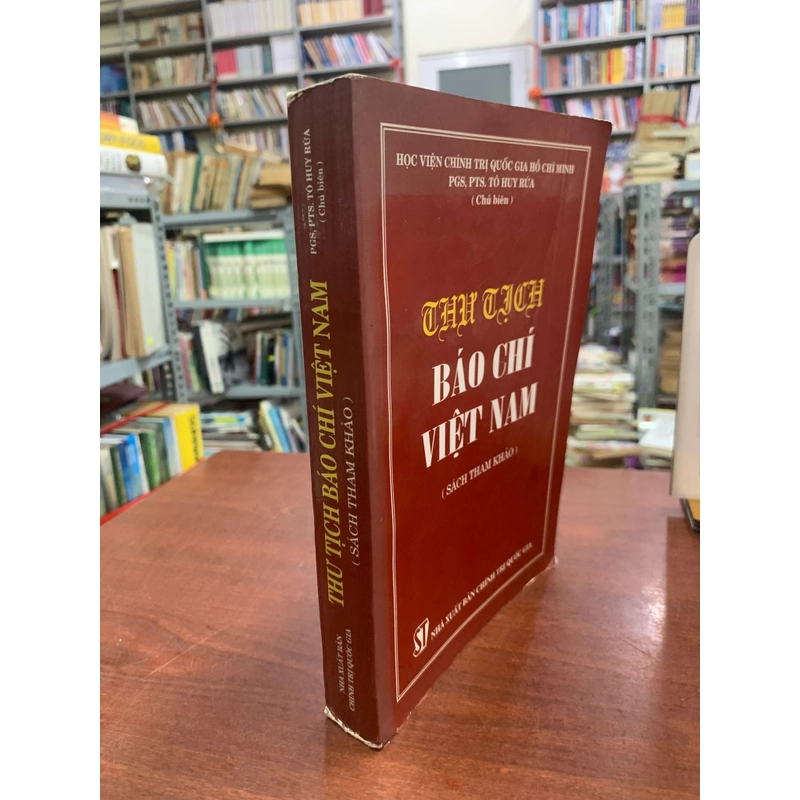 HỌC VIỆN CHÍNH TRỊ QUỐC GIA HỒ CHÍ MINH
PGS, PTS. TÔ HUY RỨA
( Chủ biên )
THƯ TỊCH
BÁO CHÍ
VIỆT NAM
( SÁCH THAM KHẢO )
ST NHÀ XUẤT BẢN CHÍNH TRỊ QUỐC GIA
PGS, PTS. TÔ HUY RỨA
( Chủ biên )
THƯ TỊCH BÁO CHÍ VIỆT NAM
( SÁCH THAM KHẢO )
NHÀ XUẤT BẢN
CHÍNH TRỊ QUỐC GIA